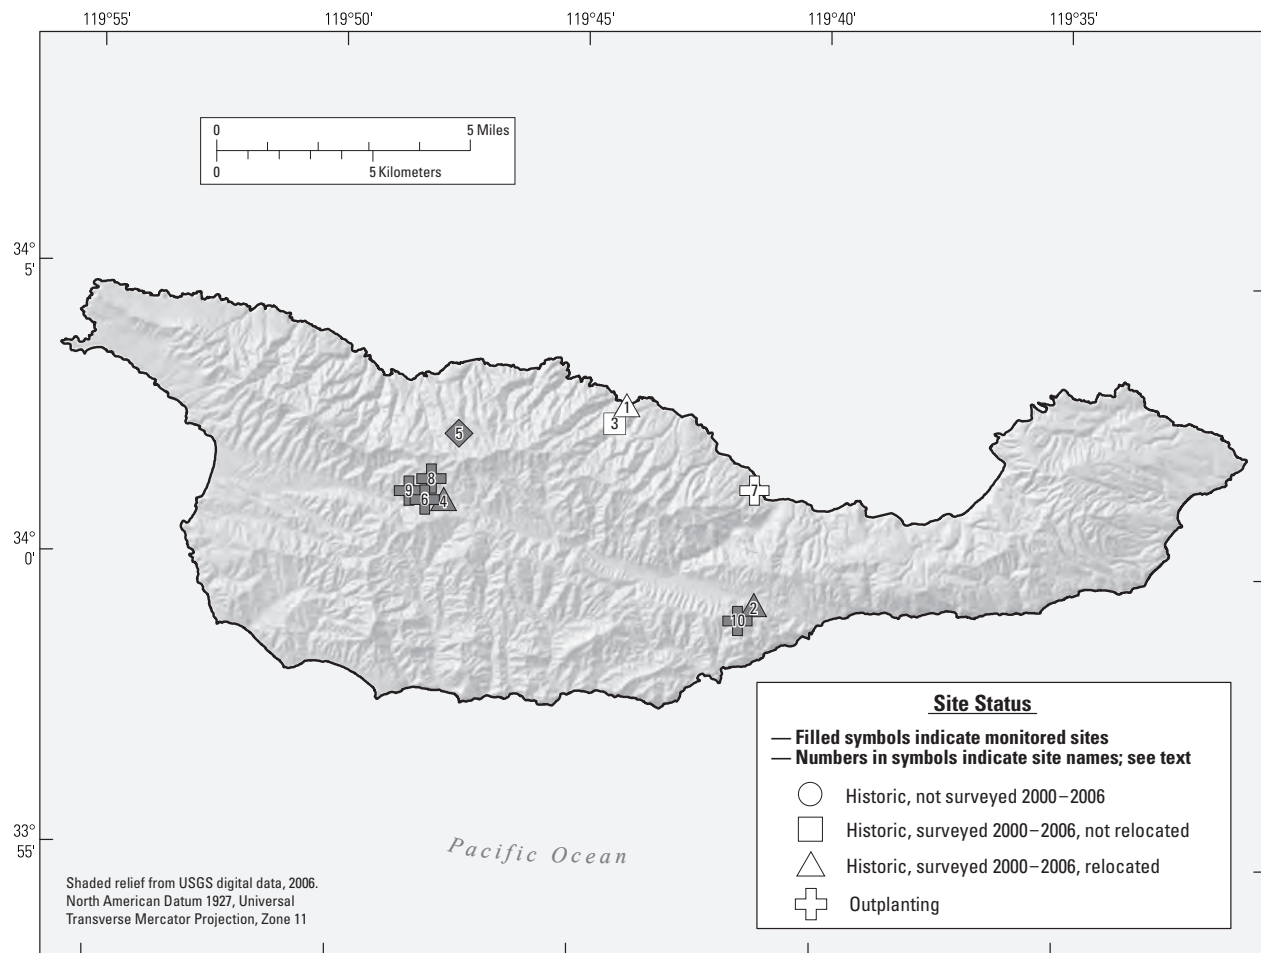 119°55' 119°50' 119°45' 119°40' 119°35'
0 5 Miles
0 5 Kilometers
34°
5'
1
3
5
8
9
6
4
7
34°
0'
2
10
Site Status
— Filled symbols indicate monitored sites
— Numbers in symbols indicate site names; see text
Historic, not surveyed 2000–2006
Historic, surveyed 2000–2006, not relocated
Historic, surveyed 2000–2006, relocated
Outplanting
33°
55'
Pacific Ocean
Shaded relief from USGS digital data, 2006.
North American Datum 1927, Universal
Transverse Mercator Projection, Zone 11